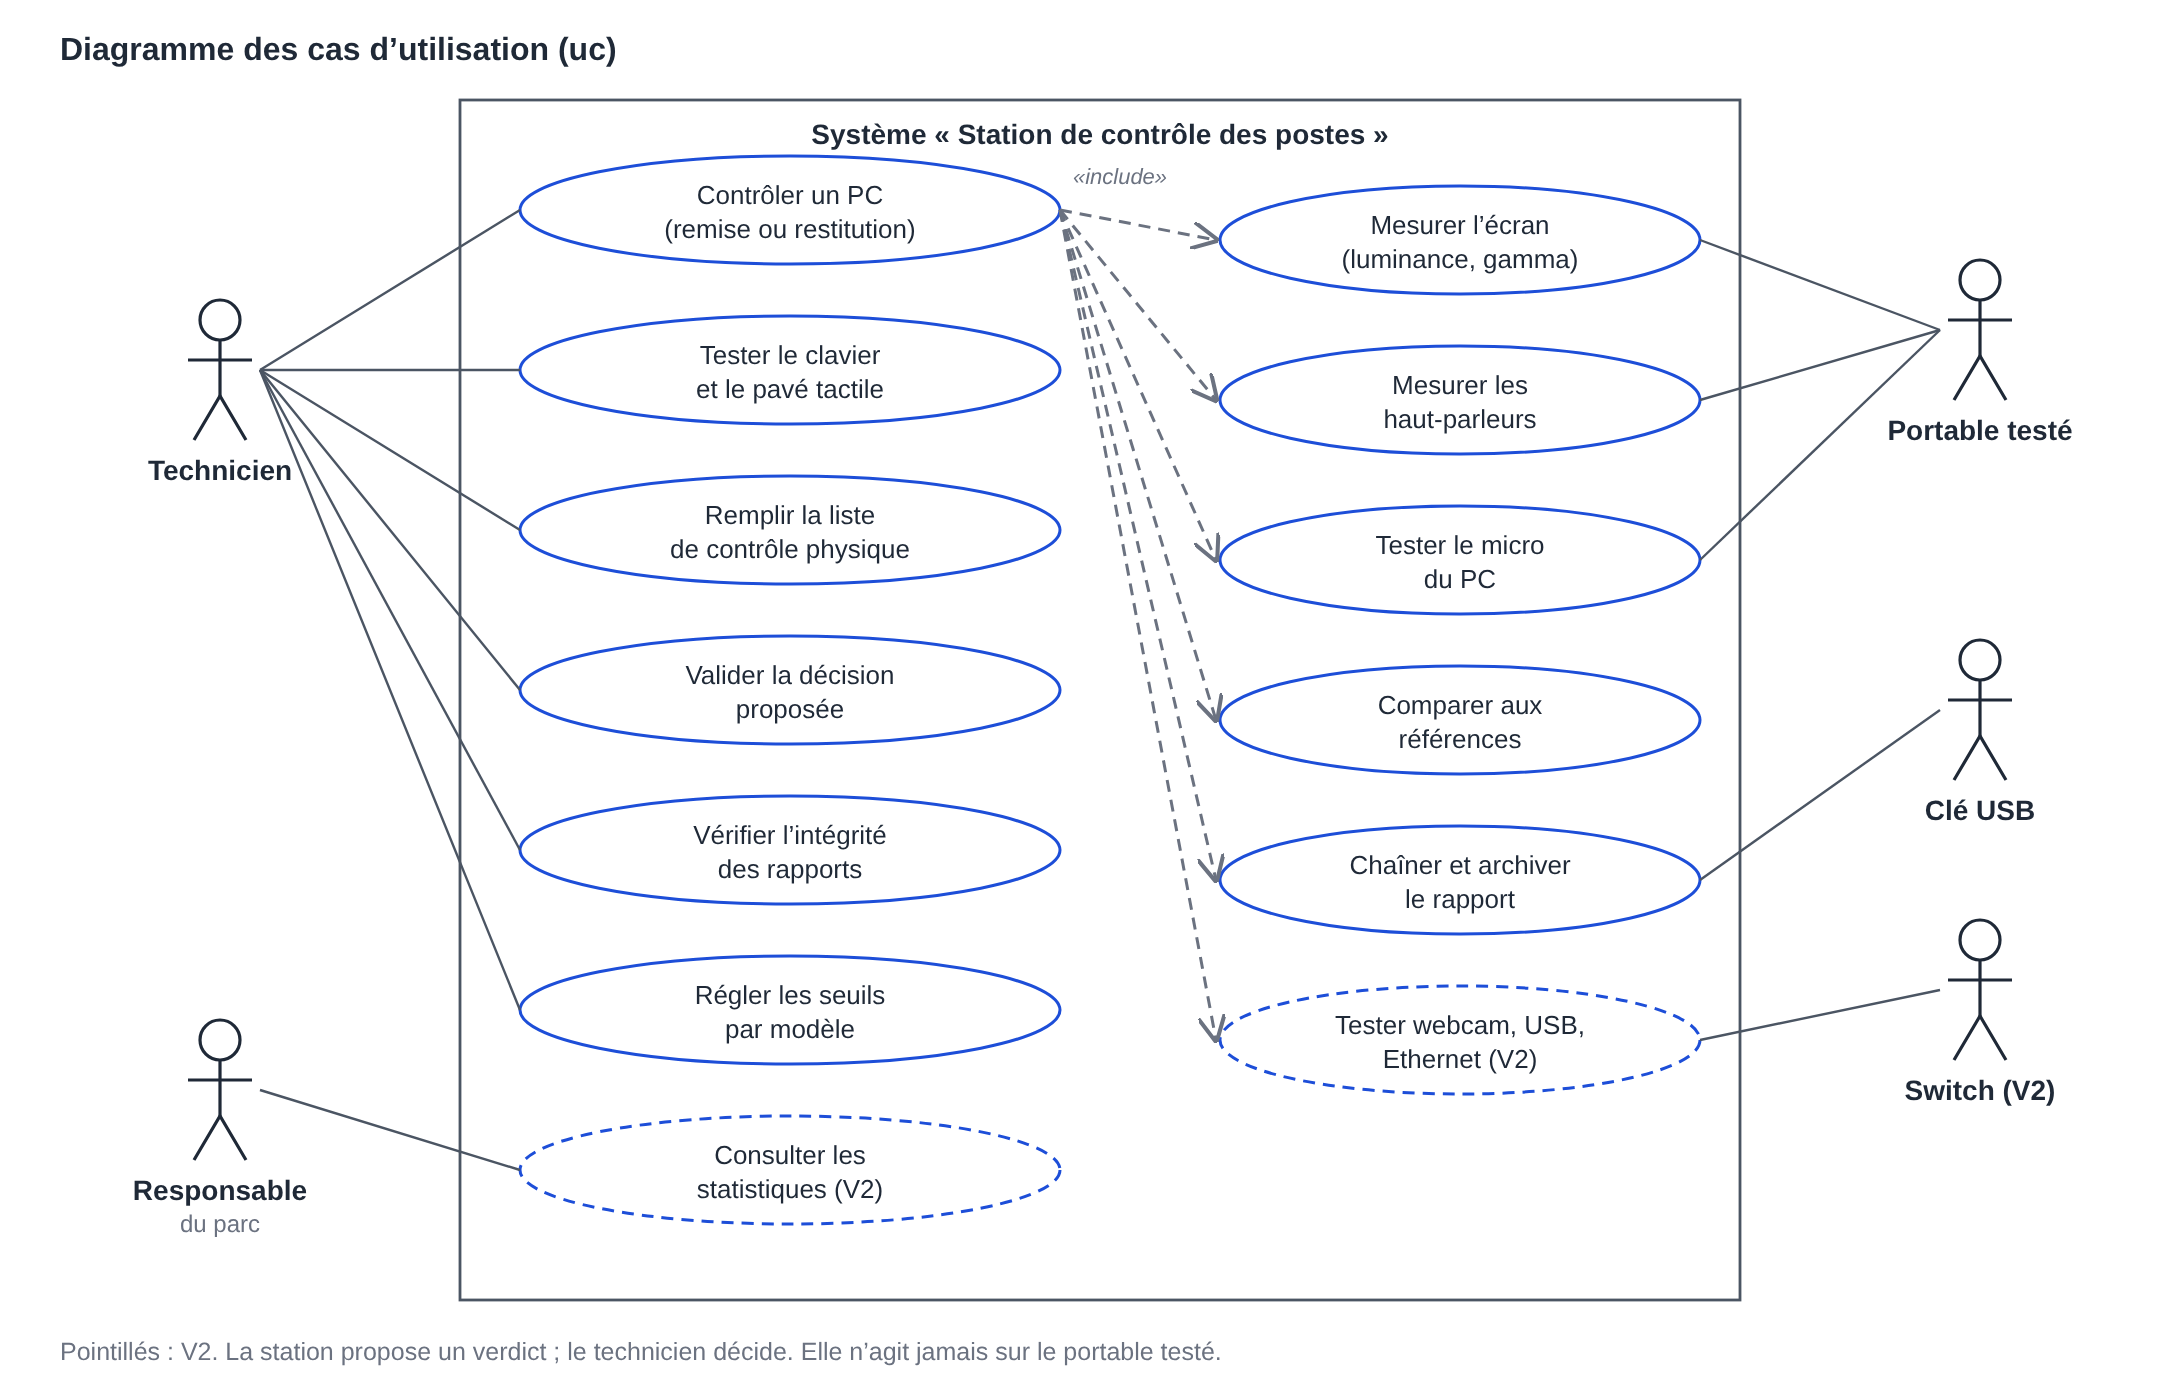 Diagramme des cas d’utilisation (uc)
Système « Station de contrôle des postes »
«include»
Contrôler un PC
(remise ou restitution)
Tester le clavier
et le pavé tactile
Remplir la liste
de contrôle physique
Valider la décision
proposée
Vérifier l’intégrité
des rapports
Régler les seuils
par modèle
Consulter les
statistiques (V2)
Mesurer l’écran
(luminance, gamma)
Mesurer les
haut-parleurs
Tester le micro
du PC
Comparer aux
références
Chaîner et archiver
le rapport
Tester webcam, USB,
Ethernet (V2)
Technicien
Responsable
du parc
Portable testé
Clé USB
Switch (V2)
Pointillés : V2. La station propose un verdict ; le technicien décide. Elle n’agit jamais sur le portable testé.